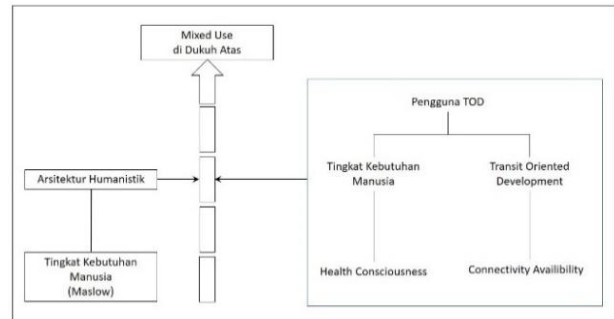 Mixed Use
di Dukuh Atas
Pengguna TOD
Arsitektur Humanistik
Tingkat Kebutuhan
Manusia
Transit Oriented
Development
Tingkat Kebutuhan
Manusia
(Maslow)
Health Consciousness
Connectivity Availibility